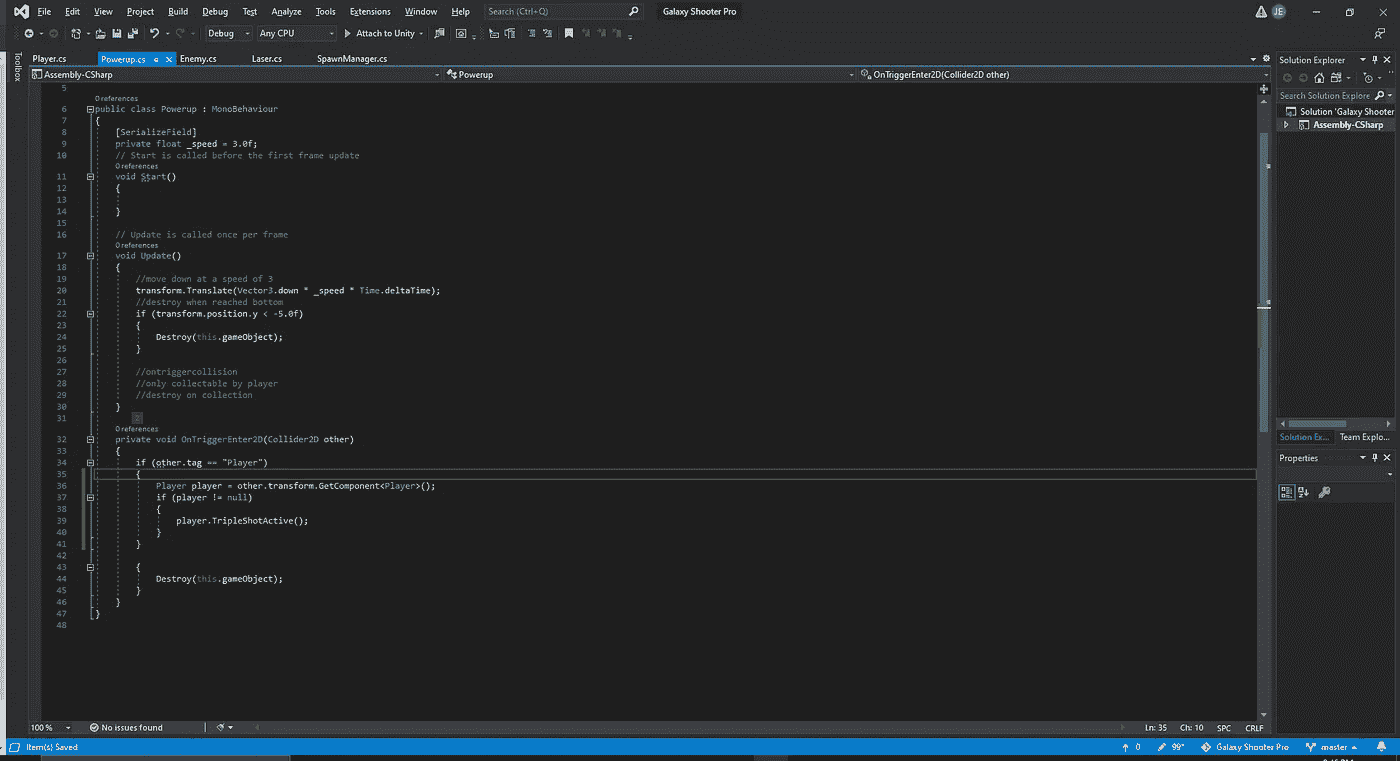 File Edit View Project Build Debug Test Analyze Tools Extensions Window Help Search (Ctrl+Q) Galaxy Shooter Pro JE
Debug Any CPU Attach to Unity
Toolbox
Player.cs Powerup.cs Enemy.cs Laser.cs SpawnManager.cs
Assembly-CSharp Powerup OnTriggerEnter2D(Collider2D other)
5
0 references
6 public class Powerup : MonoBehaviour
7 {
8 [SerializeField]
9 private float _speed = 3.0f;
10 // Start is called before the first frame update
0 references
11 void Start()
12 {
13
14 }
15
16 // Update is called once per frame
0 references
17 void Update()
18 {
19 //move down at a speed of 3
20 transform.Translate(Vector3.down * _speed * Time.deltaTime);
21 //destroy when reached bottom
22 if (transform.position.y < -5.0f)
23 {
24 Destroy(this.gameObject);
25 }
26
27 //ontriggercollision
28 //only collectable by player
29 //destroy on collection
30 }
31
0 references
32 private void OnTriggerEnter2D(Collider2D other)
33 {
34 if (other.tag == "Player")
35 {
36 Player player = other.transform.GetComponent<Player>();
37 if (player != null)
38 {
39 player.TripleShotActive();
40 }
41 }
42
43 {
44 Destroy(this.gameObject);
45 }
46 }
47 }
48
100 % No issues found Ln: 35 Ch: 10 SPC CRLF
Solution Explorer
Search Solution Explore
Solution 'Galaxy Shooter
Assembly-CSharp
Solution Ex... Team Explo...
Properties
Item(s) Saved 0 99+ Galaxy Shooter Pro master